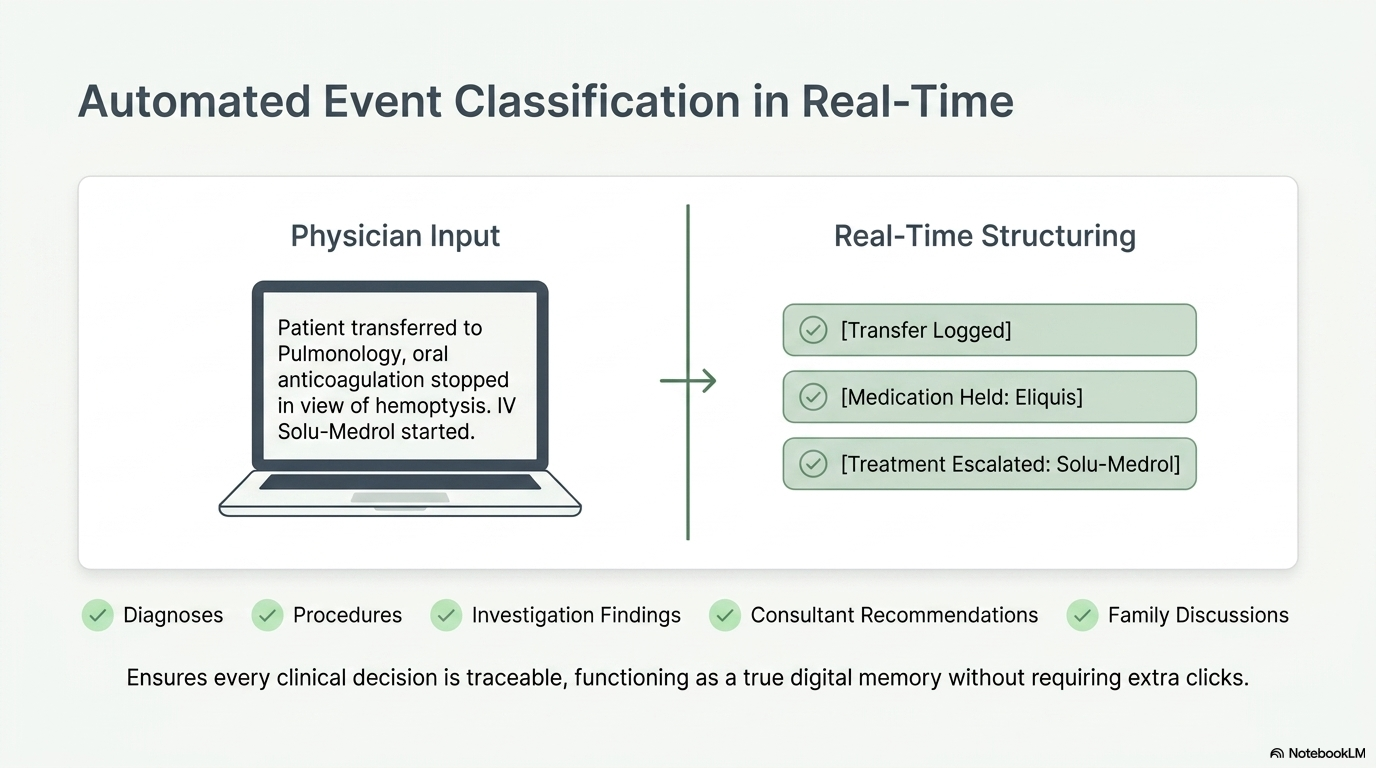 Automated Event Classification in Real-Time
Physician Input
Patient transferred to
Pulmonology, oral
anticoagulation stopped
in view of hemoptysis. IV
Solu-Medrol started.
Real-Time Structuring
[Transfer Logged]
[Medication Held: Eliquis]
[Treatment Escalated: Solu-Medrol]
Diagnoses
Procedures
Investigation Findings
Consultant Recommendations
Family Discussions
Ensures every clinical decision is traceable, functioning as a true digital memory without requiring extra clicks.
NotebookLM